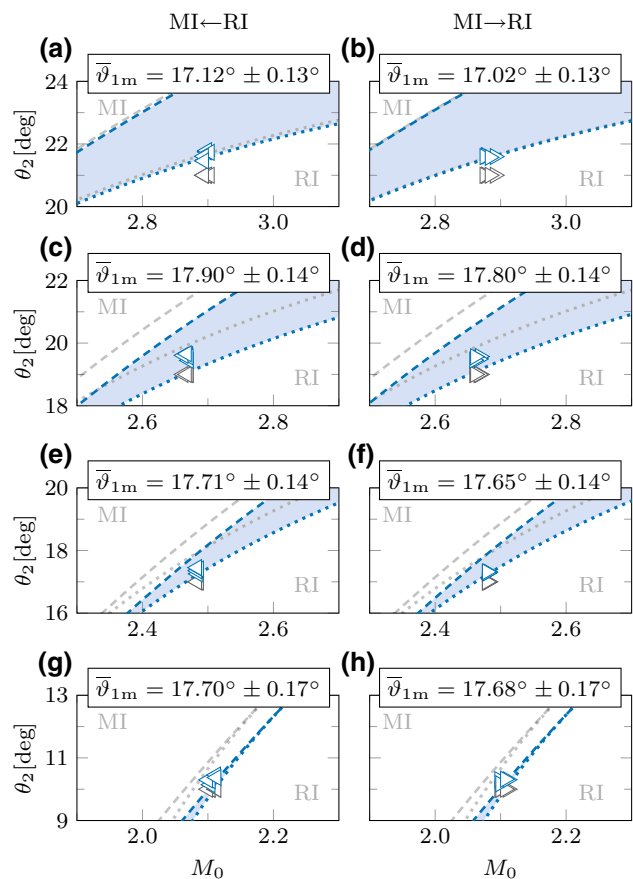 MI←RI MI→RI
(a) (b)
ϑ̅₁ₘ = 17.12° ± 0.13° ϑ̅₁ₘ = 17.02° ± 0.13°
24
MI MI
θ₂ [deg]
22
RI RI
20
2.8 3.0 2.8 3.0
(c) (d)
ϑ̅₁ₘ = 17.90° ± 0.14° ϑ̅₁ₘ = 17.80° ± 0.14°
22
MI MI
θ₂ [deg]
20
RI RI
18
2.6 2.8 2.6 2.8
(e) (f)
ϑ̅₁ₘ = 17.71° ± 0.14° ϑ̅₁ₘ = 17.65° ± 0.14°
20
MI MI
θ₂ [deg]
18
RI RI
16
2.4 2.6 2.4 2.6
(g) (h)
ϑ̅₁ₘ = 17.70° ± 0.17° ϑ̅₁ₘ = 17.68° ± 0.17°
13
MI MI
θ₂ [deg]
11
RI RI
9
2.0 2.2 2.0 2.2
M₀ M₀